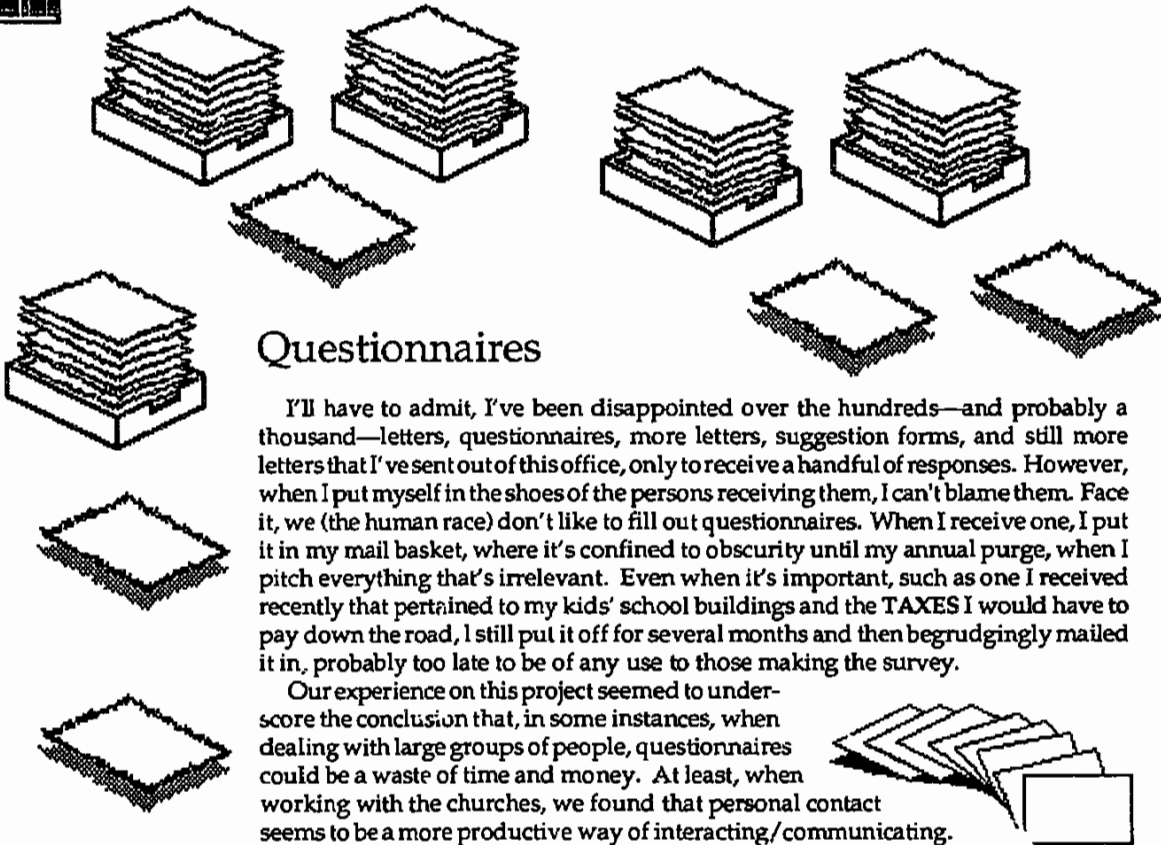 Questionnaires
I'll have to admit, I've been disappointed over the hundreds—and probably a
thousand—letters, questionnaires, more letters, suggestion forms, and still more
letters that I've sent out of this office, only to receive a handful of responses. However,
when I put myself in the shoes of the persons receiving them, I can't blame them. Face
it, we (the human race) don't like to fill out questionnaires. When I receive one, I put
it in my mail basket, where it's confined to obscurity until my annual purge, when I
pitch everything that's irrelevant. Even when it's important, such as one I received
recently that pertained to my kids' school buildings and the TAXES I would have to
pay down the road, I still put it off for several months and then begrudgingly mailed
it in, probably too late to be of any use to those making the survey.
Our experience on this project seemed to under-
score the conclusion that, in some instances, when
dealing with large groups of people, questionnaires
could be a waste of time and money. At least, when
working with the churches, we found that personal contact
seems to be a more productive way of interacting/communicating.